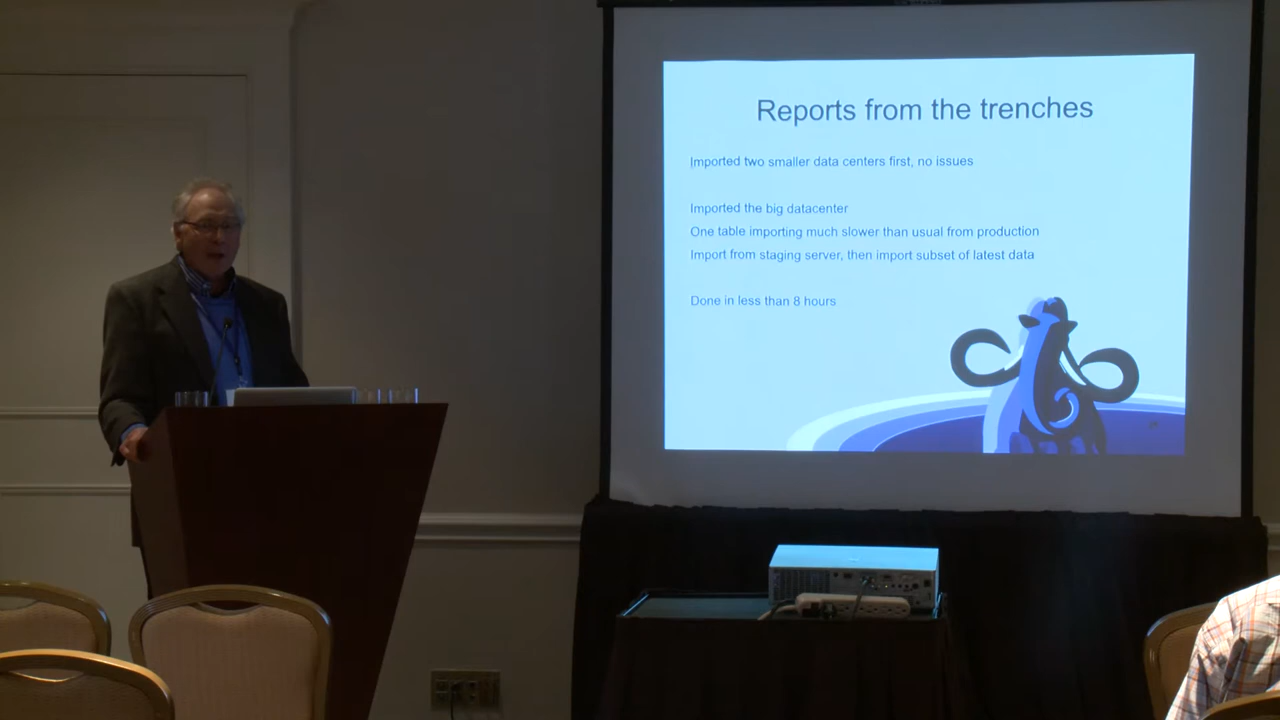 Reports from the trenches
Imported two smaller data centers first, no issues
Imported the big datacenter
One table importing much slower than usual from production
Import from staging server, then import subset of latest data
Done in less than 8 hours